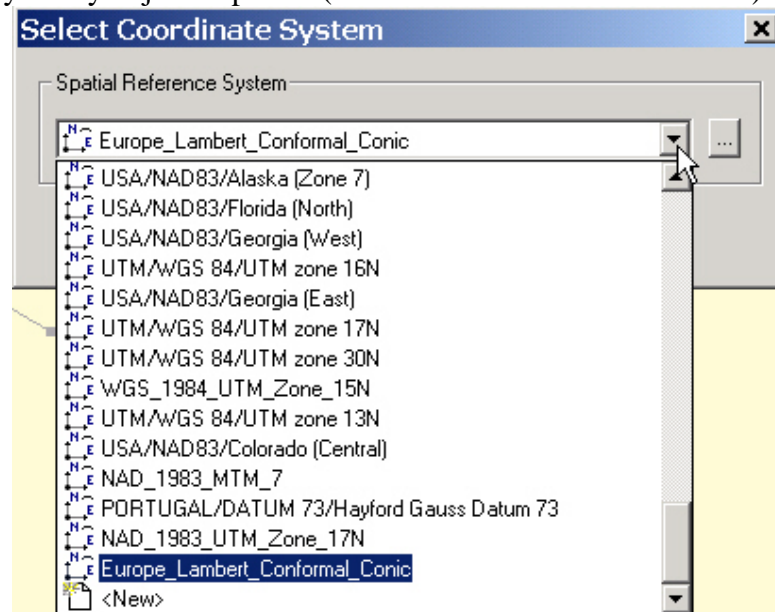 Select Coordinate System
Spatial Reference System
Europe_Lambert_Conformal_Conic
...
USA/NAD83/Alaska (Zone 7)
USA/NAD83/Florida (North)
USA/NAD83/Georgia (West)
UTM/WGS 84/UTM zone 16N
USA/NAD83/Georgia (East)
UTM/WGS 84/UTM zone 17N
UTM/WGS 84/UTM zone 30N
WGS_1984_UTM_Zone_15N
UTM/WGS 84/UTM zone 13N
USA/NAD83/Colorado (Central)
NAD_1983_MTM_7
PORTUGAL/DATUM 73/Hayford Gauss Datum 73
NAD_1983_UTM_Zone_17N
Europe_Lambert_Conformal_Conic
<New>